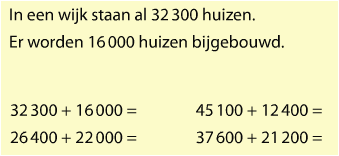 In een wijk staan al 32 300 huizen.
Er worden 16 000 huizen bijgebouwd.
32 300 + 16 000 = 45 100 + 12 400 =
26 400 + 22 000 = 37 600 + 21 200 =